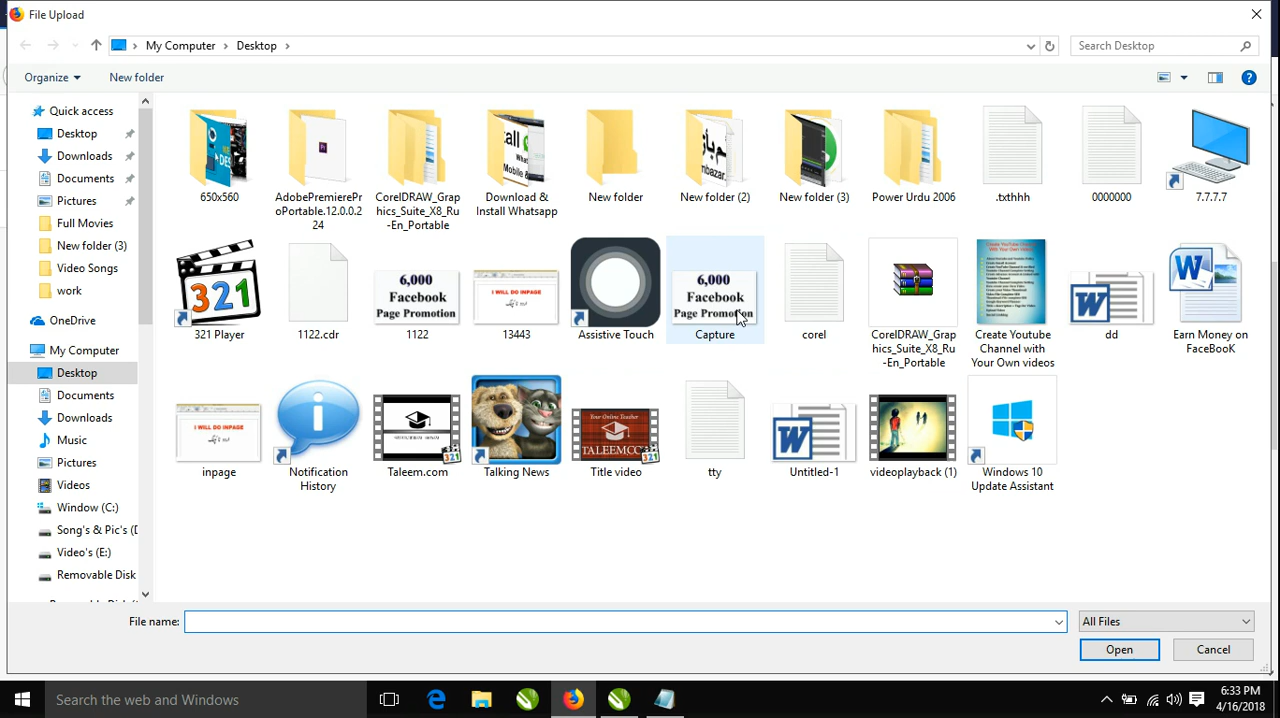 File Upload
My Computer
Desktop
Search Desktop
Organize
New folder
Quick access
Desktop
Downloads
Documents
Pictures
Full Movies
New folder (3)
Video Songs
work
OneDrive
My Computer
Desktop
Documents
Downloads
Music
Pictures
Videos
Window (C:)
Song's & Pic's (D
Video's (E:)
Removable Disk
650x560
AdobePremierePr
oPortable.12.0.0.2
24
CorelDRAW_Grap
hics_Suite_X8_Ru
-En_Portable
Download &
Install Whatsapp
New folder
New folder (2)
New folder (3)
Power Urdu 2006
.txthhh
0000000
7.7.7.7
321
321 Player
1122.cdr
6,000
Facebook
Page Promotion
1122
I WILL DO INPAGE
13443
Assistive Touch
6,000
Facebook
Page Promotion
Capture
corel
CorelDRAW_Grap
hics_Suite_X8_Ru
-En_Portable
Create Youtube
Channel with
Your Own videos
dd
Earn Money on
FaceBooK
I WILL DO INPAGE
inpage
Notification
History
Taleem.com
Talking News
Your Online Teacher
TALEEMCO
Title video
tty
Untitled-1
videoplayback (1)
Windows 10
Update Assistant
File name:
All Files
Open
Cancel
Search the web and Windows
6:33 PM
4/16/2018